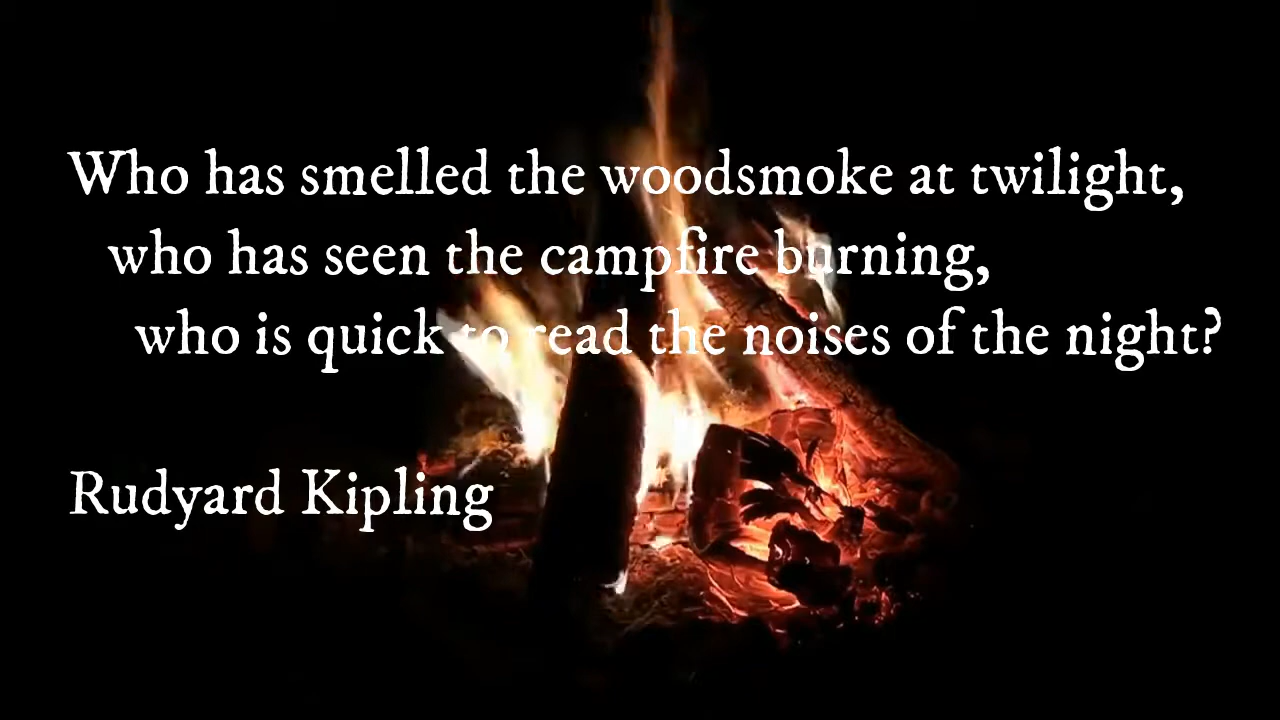 Who has smelled the woodsmoke at twilight,
who has seen the campfire burning,
who is quick to read the noises of the night?
Rudyard Kipling